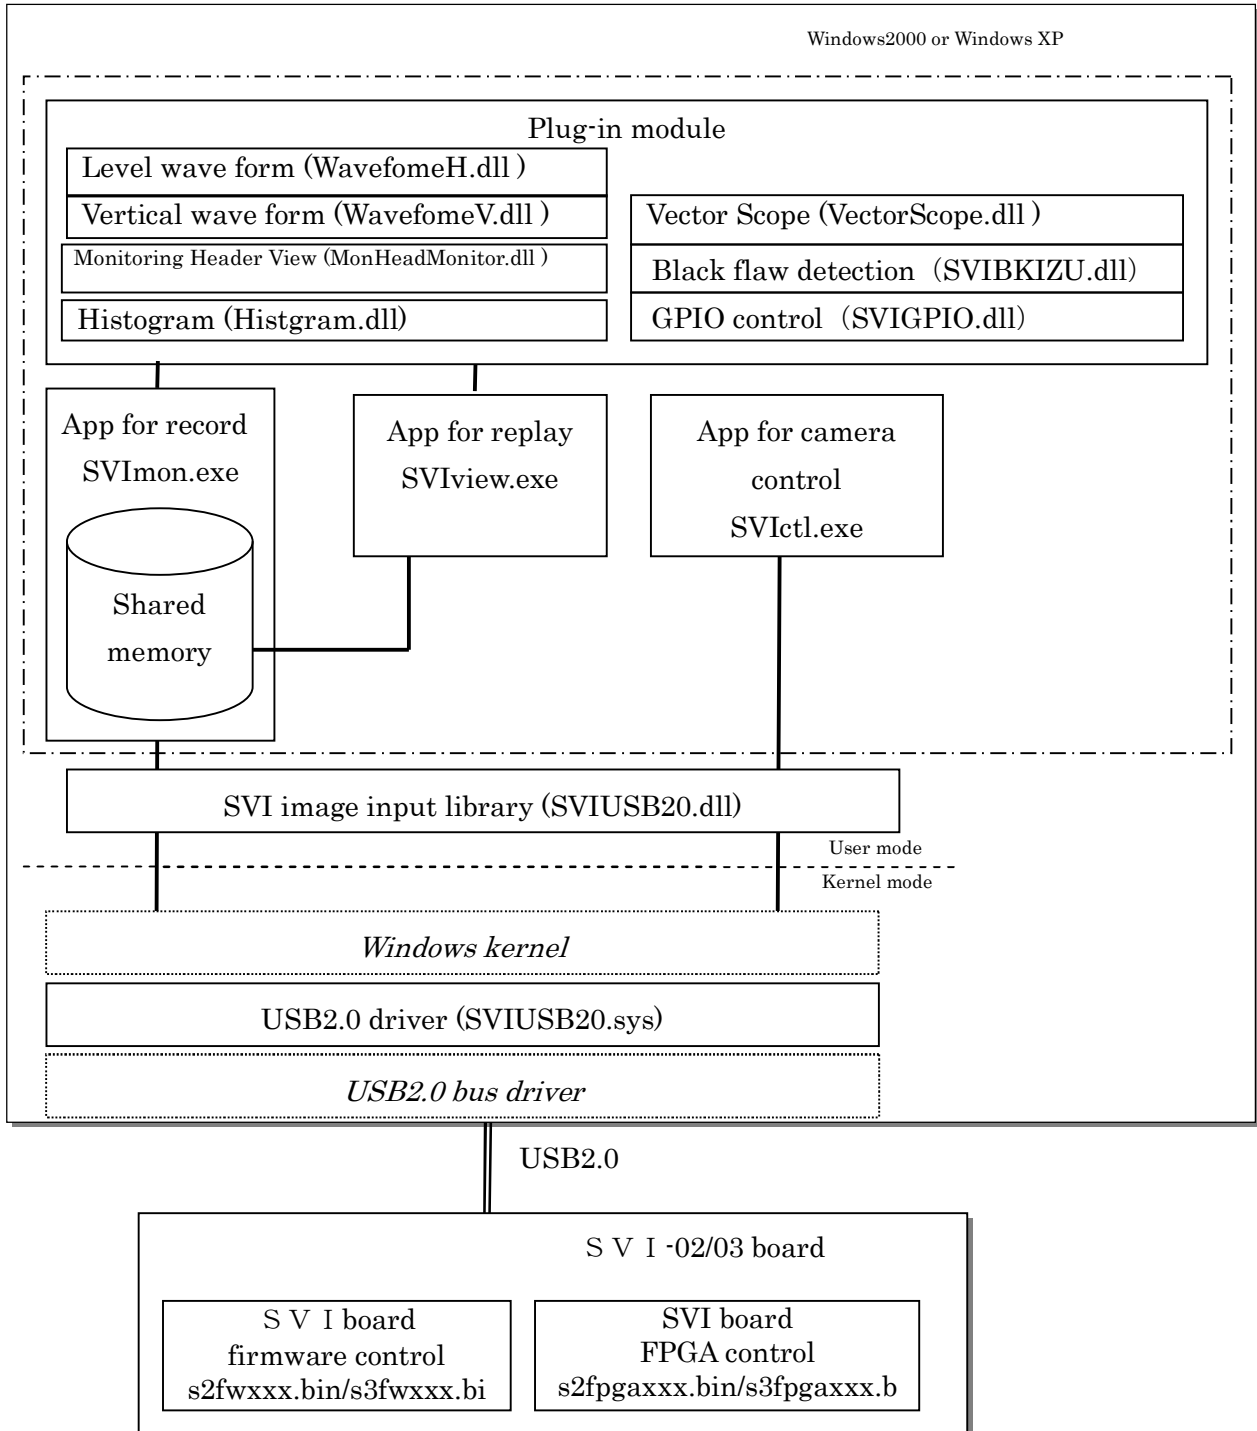 Windows2000 or Windows XP
Plug-in module
Level wave form (WavefomeH.dll )
Vertical wave form (WavefomeV.dll )
Monitoring Header View (MonHeadMonitor.dll )
Histogram (Histgram.dll)
Vector Scope (VectorScope.dll )
Black flaw detection（SVIBKIZU.dll）
GPIO control（SVIGPIO.dll）
App for record
SVImon.exe
Shared
memory
App for replay
SVIview.exe
App for camera
control
SVIctl.exe
SVI image input library (SVIUSB20.dll)
User mode
Kernel mode
Windows kernel
USB2.0 driver (SVIUSB20.sys)
USB2.0 bus driver
USB2.0
ＳＶＩ-02/03 board
ＳＶＩboard
firmware control
s2fwxxx.bin/s3fwxxx.bi
SVI board
FPGA control
s2fpgaxxx.bin/s3fpgaxxx.b